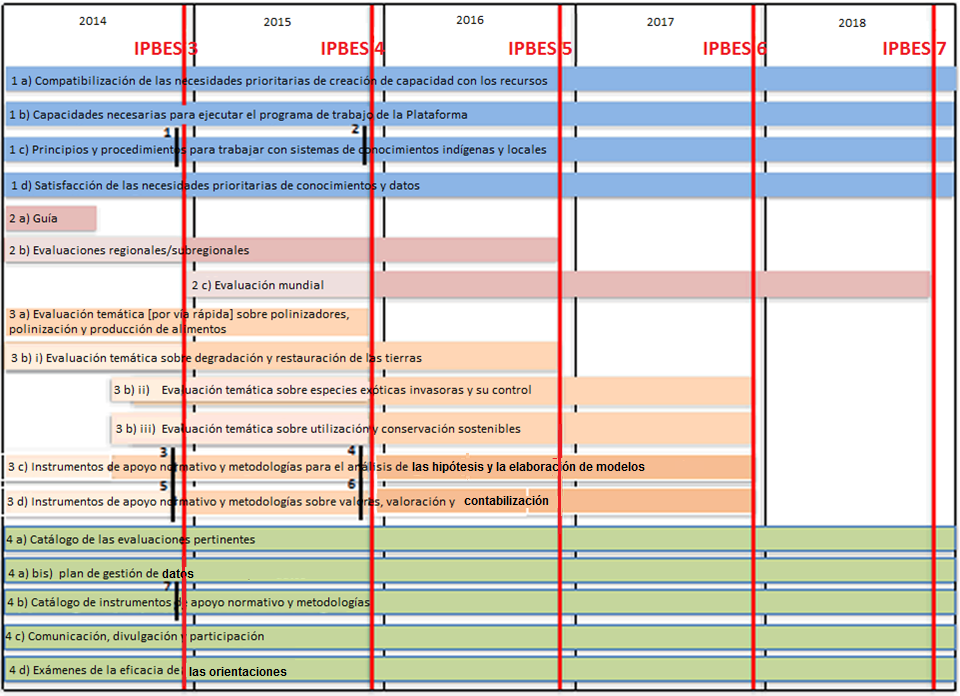 2014 2015 2016 2017 2018
IPBES 3 IPBES 4 IPBES 5 IPBES 6 IPBES 7
1 a) Compatibilización de las necesidades prioritarias de creación de capacidad con los recursos
1 b) Capacidades necesarias para ejecutar el programa de trabajo de la Plataforma
1 2
1 c) Principios y procedimientos para trabajar con sistemas de conocimientos indígenas y locales
1 d) Satisfacción de las necesidades prioritarias de conocimientos y datos
2 a) Guía
2 b) Evaluaciones regionales/subregionales
2 c) Evaluación mundial
3 a) Evaluación temática [por vía rápida] sobre polinizadores,
polinización y producción de alimentos
3 b) i) Evaluación temática sobre degradación y restauración de las tierras
3 b) ii) Evaluación temática sobre especies exóticas invasoras y su control
3 b) iii) Evaluación temática sobre utilización y conservación sostenibles
3 4
3 c) Instrumentos de apoyo normativo y metodologías para el análisis de las hipótesis y la elaboración de modelos
5 6
3 d) Instrumentos de apoyo normativo y metodologías sobre valores, valoración y contabilización
4 a) Catálogo de las evaluaciones pertinentes
4 a) bis) plan de gestión de datos
7
4 b) Catálogo de instrumentos de apoyo normativo y metodologías
4 c) Comunicación, divulgación y participación
4 d) Exámenes de la eficacia de las orientaciones